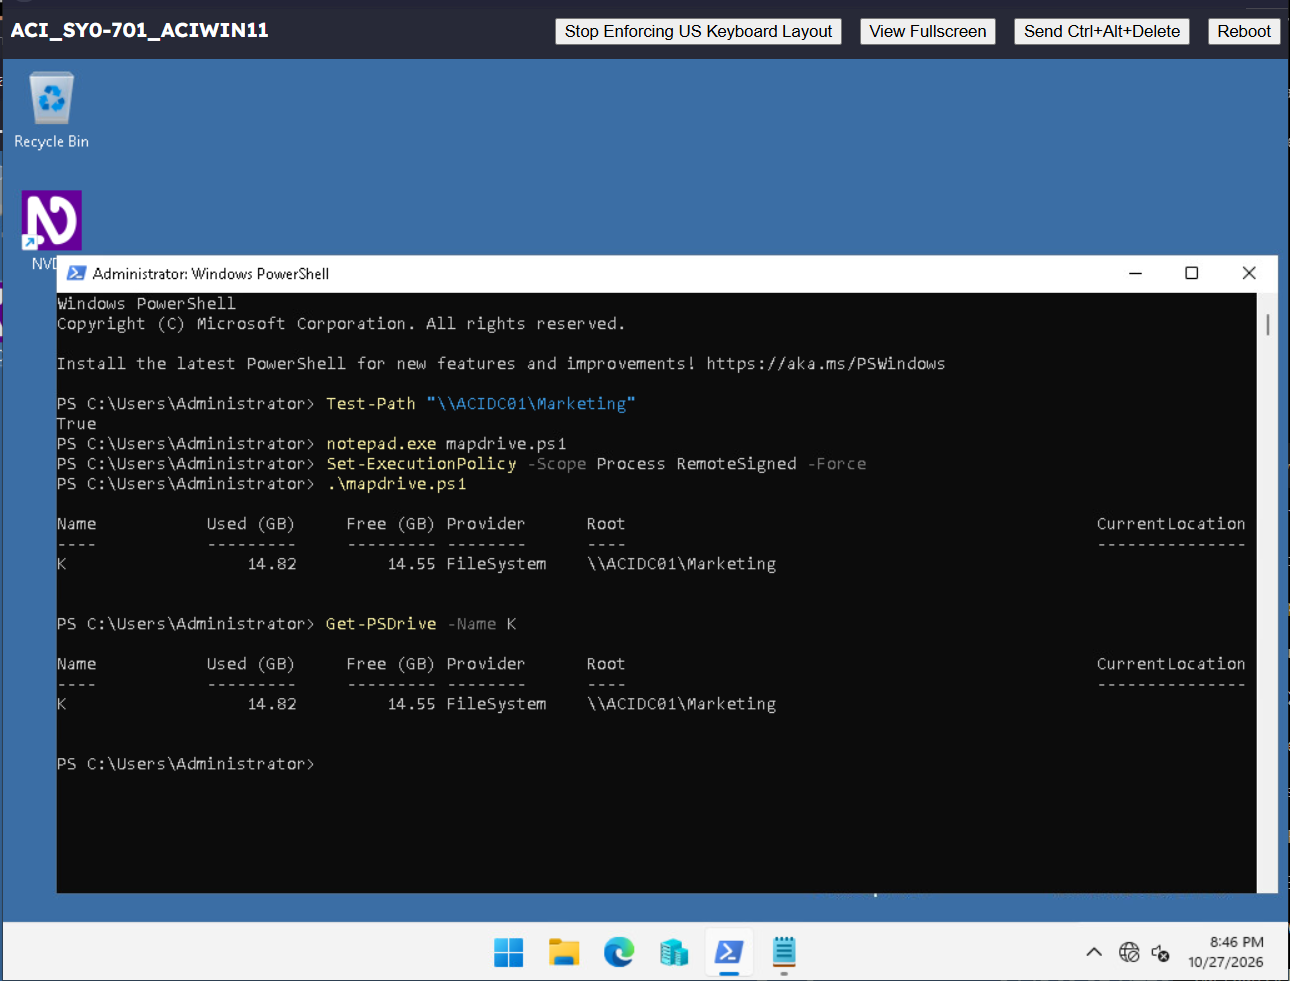 ACI_SY0-701_ACIWIN11
Stop Enforcing US Keyboard Layout
View Fullscreen
Send Ctrl+Alt+Delete
Reboot
Recycle Bin
Administrator: Windows PowerShell
Windows PowerShell
Copyright (C) Microsoft Corporation. All rights reserved.
Install the latest PowerShell for new features and improvements! https://aka.ms/PSWindows
PS C:\Users\Administrator> Test-Path "\\ACIDC01\Marketing"
True
PS C:\Users\Administrator> notepad.exe mapdrive.ps1
PS C:\Users\Administrator> Set-ExecutionPolicy -Scope Process RemoteSigned -Force
PS C:\Users\Administrator> .\mapdrive.ps1
Name Used (GB) Free (GB) Provider Root CurrentLocation
---- --------- --------- -------- ---- ---------------
K 14.82 14.55 FileSystem \\ACIDC01\Marketing
PS C:\Users\Administrator> Get-PSDrive -Name K
Name Used (GB) Free (GB) Provider Root CurrentLocation
---- --------- --------- -------- ---- ---------------
K 14.82 14.55 FileSystem \\ACIDC01\Marketing
PS C:\Users\Administrator>
8:46 PM
10/27/2026